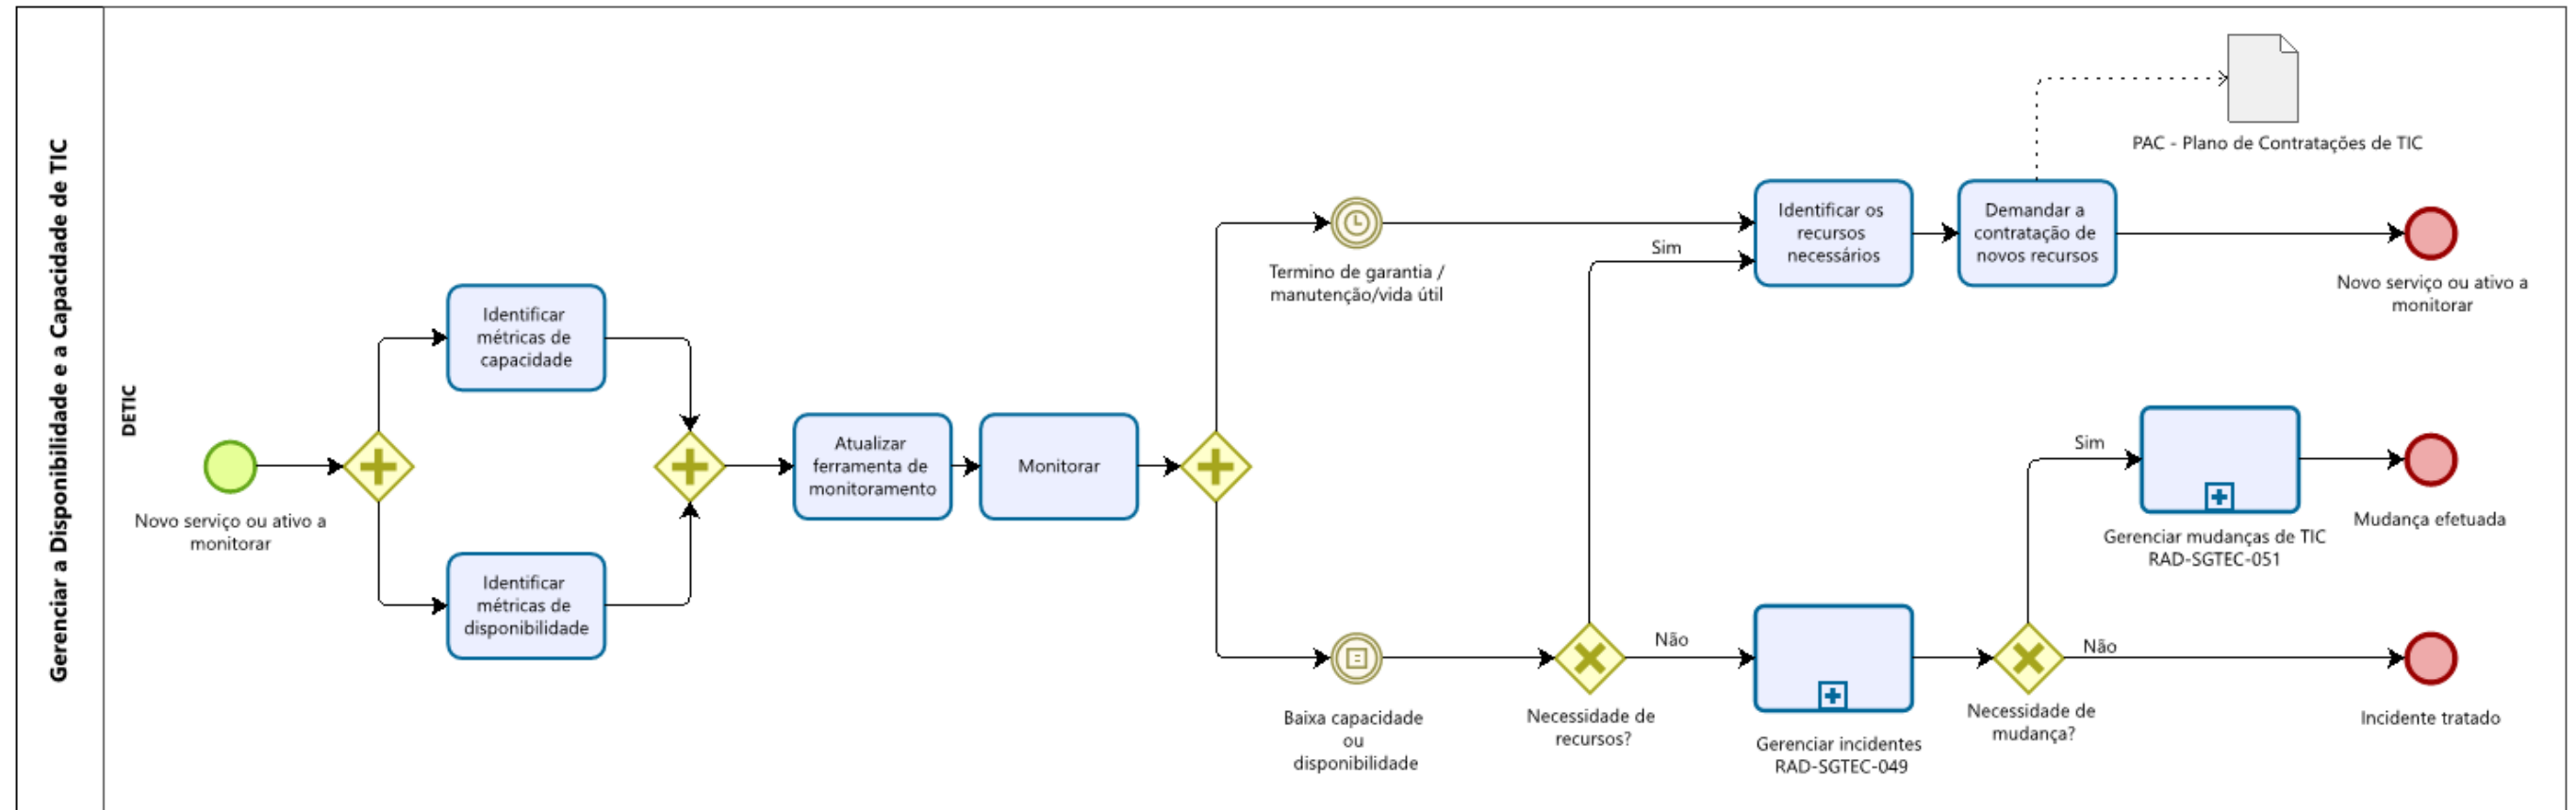 Gerenciar a Disponibilidade e a Capacidade de TIC
DETIC
Novo serviço ou ativo a
monitorar
Identificar
métricas de
capacidade
Identificar
métricas de
disponibilidade
Atualizar
ferramenta de
monitoramento
Monitorar
Termino de garantia /
manutenção/vida útil
Baixa capacidade
ou
disponibilidade
Necessidade de
recursos?
Sim
Não
Identificar os
recursos
necessários
Demandar a
contratação de
novos recursos
PAC - Plano de Contratações de TIC
Novo serviço ou ativo a
monitorar
Gerenciar incidentes
RAD-SGTEC-049
Necessidade de
mudança?
Sim
Não
Gerenciar mudanças de TIC
RAD-SGTEC-051
Mudança efetuada
Incidente tratado